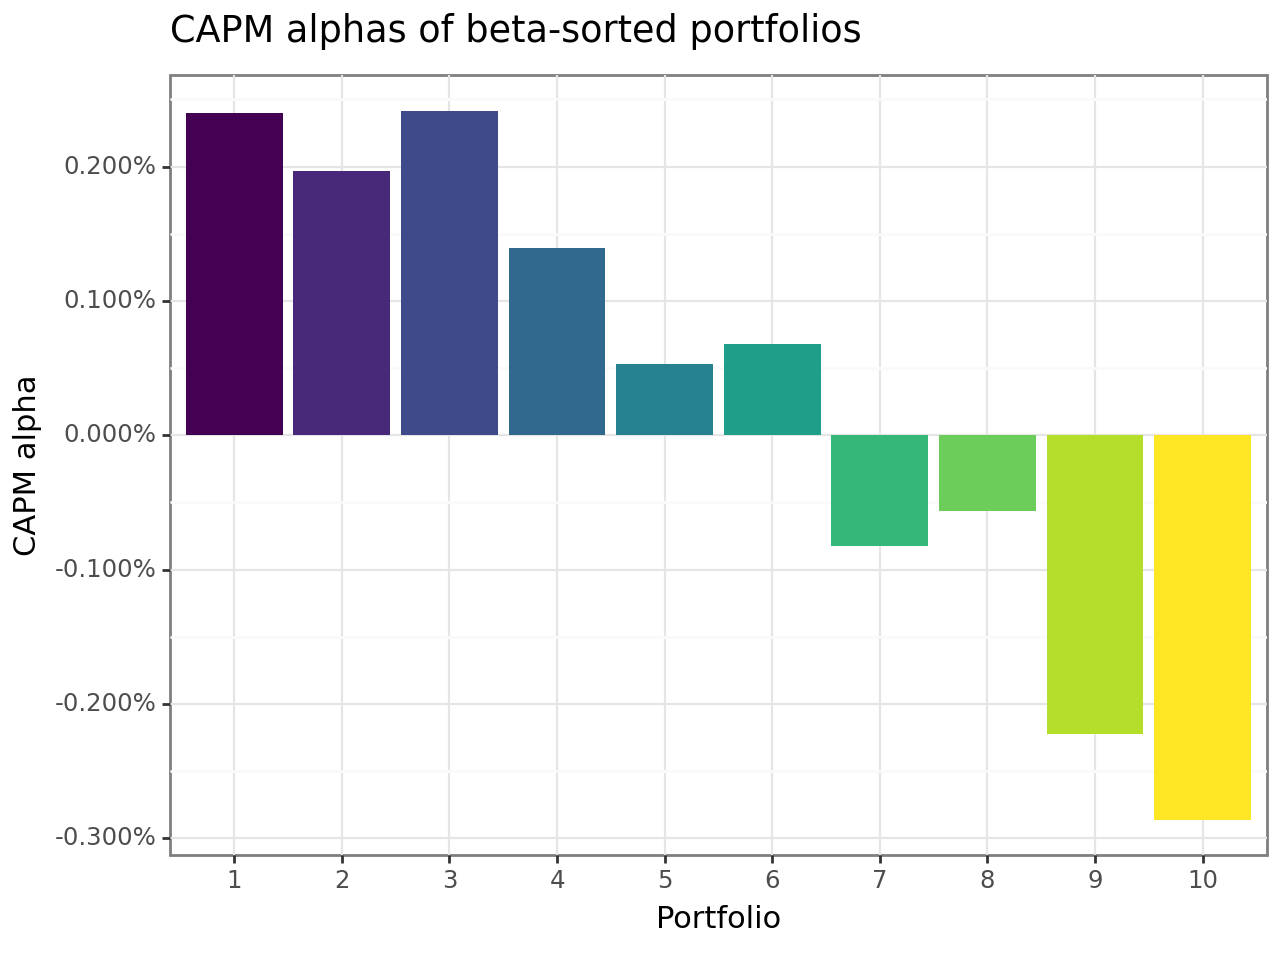 CAPM alphas of beta-sorted portfolios
CAPM alpha
0.200%
0.100%
0.000%
-0.100%
-0.200%
-0.300%
1 2 3 4 5 6 7 8 9 10
Portfolio